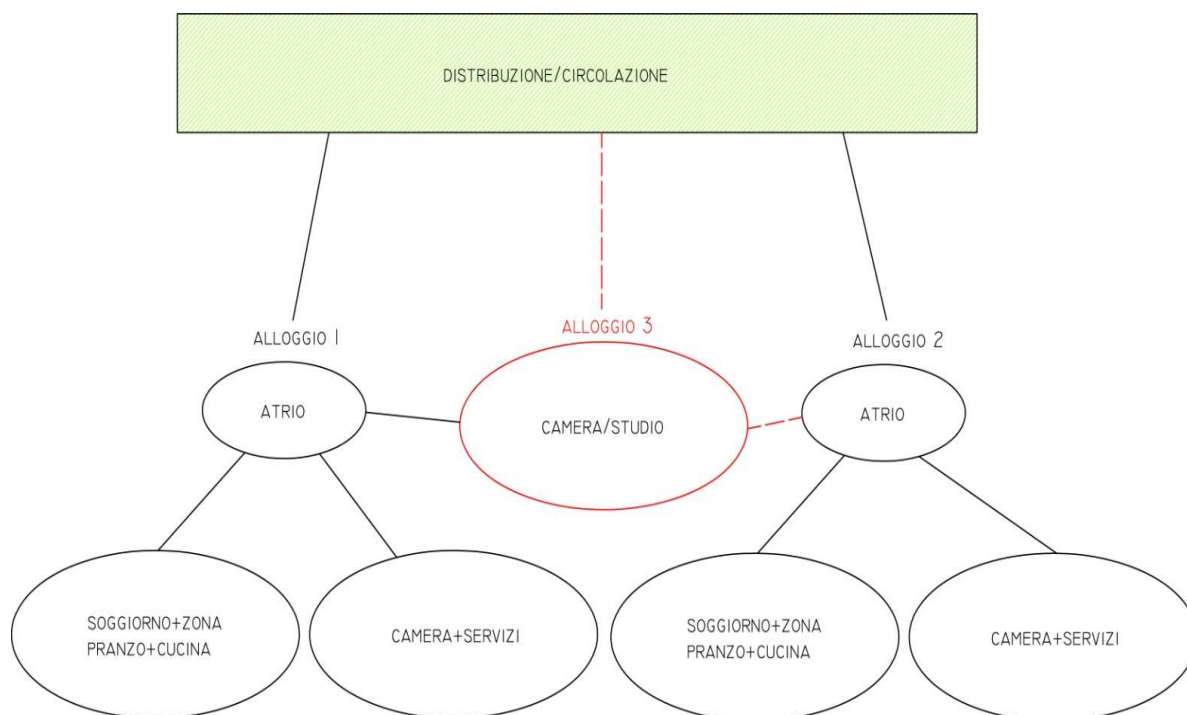 DISTRIBUZIONE/CIRCOLAZIONE
ALLOGGIO 1
ALLOGGIO 3
ALLOGGIO 2
ATRIO
CAMERA/STUDIO
ATRIO
SOGGIORNO+ZONA
PRANZO+CUCINA
CAMERA+SERVIZI
SOGGIORNO+ZONA
PRANZO+CUCINA
CAMERA+SERVIZI